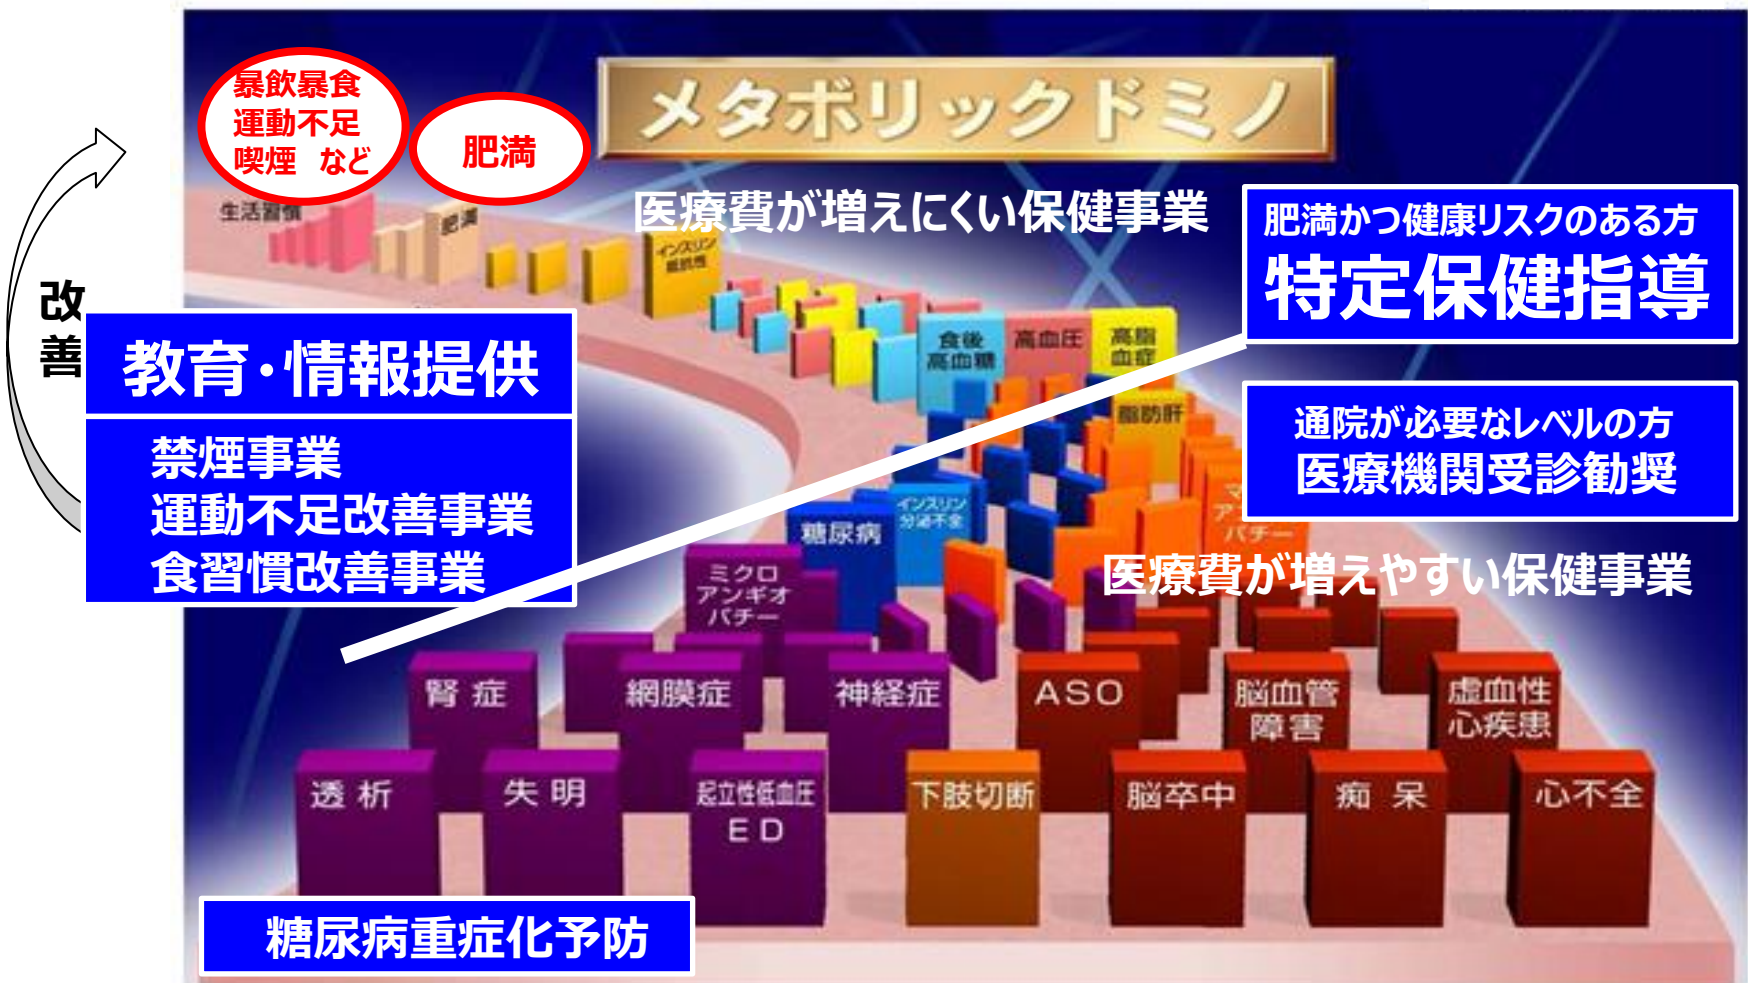 メタボリックドミノ
暴飲暴食
運動不足
喫煙 など
肥満
生活習慣
肥満
インスリン
抵抗性
医療費が増えにくい保健事業
肥満かつ健康リスクのある方
特定保健指導
改
善
教育・情報提供
禁煙事業
運動不足改善事業
食習慣改善事業
食後
高血糖
高血圧
高脂
血症
脂肪肝
通院が必要なレベルの方
医療機関受診勧奨
インスリン
分泌不全
糖尿病
マ
ア
パチー
ミクロ
アンギオ
パチー
医療費が増えやすい保健事業
腎症
網膜症
神経症
ASO
脳血管
障害
虚血性
心疾患
透析
失明
起立性低血圧
ED
下肢切断
脳卒中
痴呆
心不全
糖尿病重症化予防